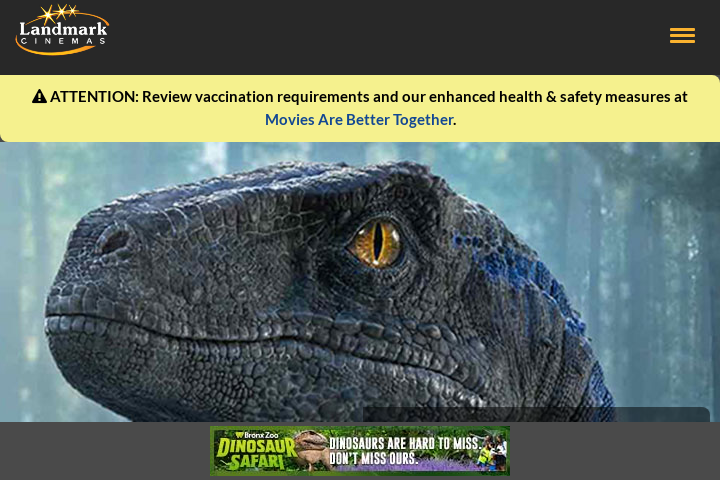 Landmark
CINEMAS
ATTENTION: Review vaccination requirements and our enhanced health & safety measures at
Movies Are Better Together.
Bronx Zoo
DINOSAUR
SAFARI
DINOSAURS ARE HARD TO MISS.
DON'T MISS OURS.